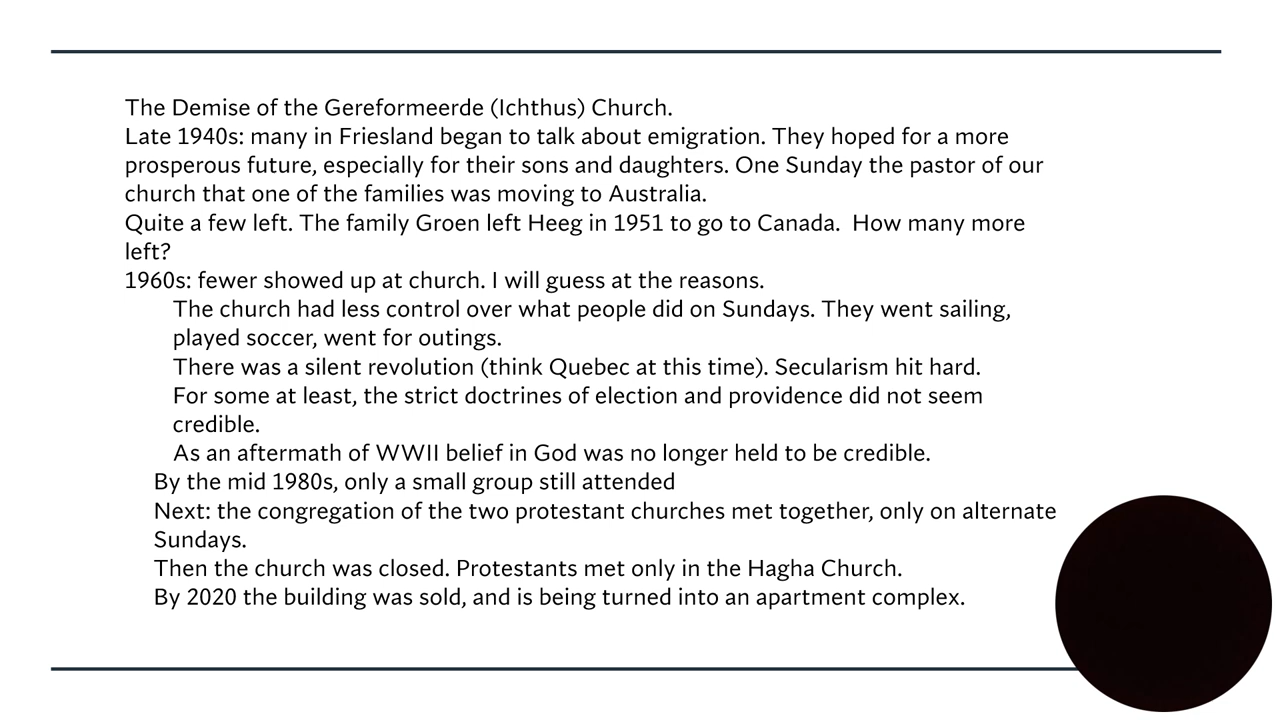 The Demise of the Gereformeerde (Ichthus) Church.
Late 1940s: many in Friesland began to talk about emigration. They hoped for a more
prosperous future, especially for their sons and daughters. One Sunday the pastor of our
church that one of the families was moving to Australia.
Quite a few left. The family Groen left Heeg in 1951 to go to Canada.  How many more
left?
1960s: fewer showed up at church. I will guess at the reasons.
The church had less control over what people did on Sundays. They went sailing,
played soccer, went for outings.
There was a silent revolution (think Quebec at this time). Secularism hit hard.
For some at least, the strict doctrines of election and providence did not seem
credible.
As an aftermath of WWII belief in God was no longer held to be credible.
By the mid 1980s, only a small group still attended
Next: the congregation of the two protestant churches met together, only on alternate
Sundays.
Then the church was closed. Protestants met only in the Hagha Church.
By 2020 the building was sold, and is being turned into an apartment complex.